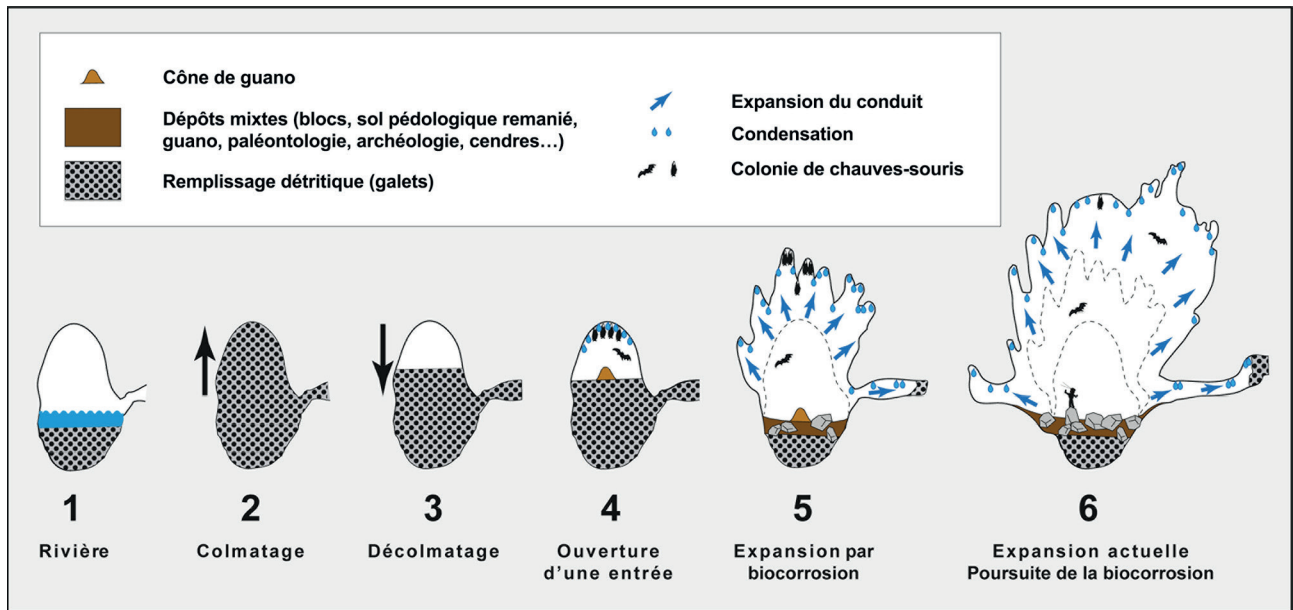 Cône de guano
Dépôts mixtes (blocs, sol pédologique remanié,
guano, paléontologie, archéologie, cendres…)
Remplissage détritique (galets)
Expansion du conduit
Condensation
Colonie de chauves-souris
1
Rivière
2
Colmatage
3
Décolmatage
4
Ouverture
d'une entrée
5
Expansion par
biocorrosion
6
Expansion actuelle
Poursuite de la biocorrosion